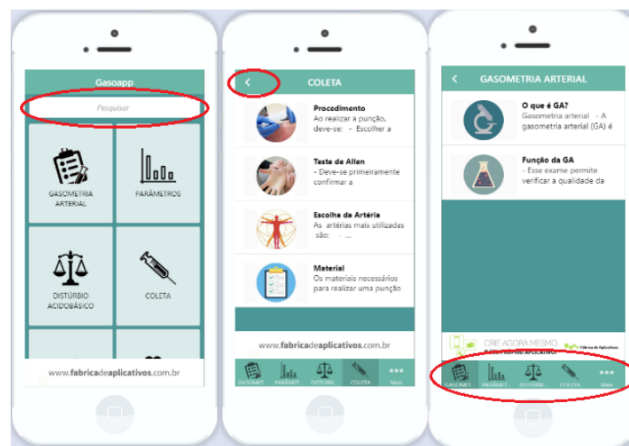 Gasoapp
Pesquisar
GASOMETRIA
ARTERIAL
PARÂMETROS
DISTÚRBIO
ACIDOBÁSICO
COLETA
www.fabricadeaplicativos.com.br
COLETA
Procedimento
Ao realizar a punção,
deve-se: - Escolher a
Teste de Allen
- Deve-se primeiramente
confirmar a
Escolha da Artéria
As artérias mais utilizadas
são: - ...
Material
Os materiais necessários
para realizar uma punção
www.fabricadeaplicativos.com.br
GASOMET PARÂMET DISTÚRBI COLETA Mais
GASOMETRIA ARTERIAL
O que é GA?
Gasometria arterial - A
gasometria arterial (GA) é
Função da GA
- Esse exame permite
verificar a qualidade da
CRIE AGORA MESMO
Fábrica de Aplicativos
GASOMET PARÂMET DISTÚRBI COLETA Mais